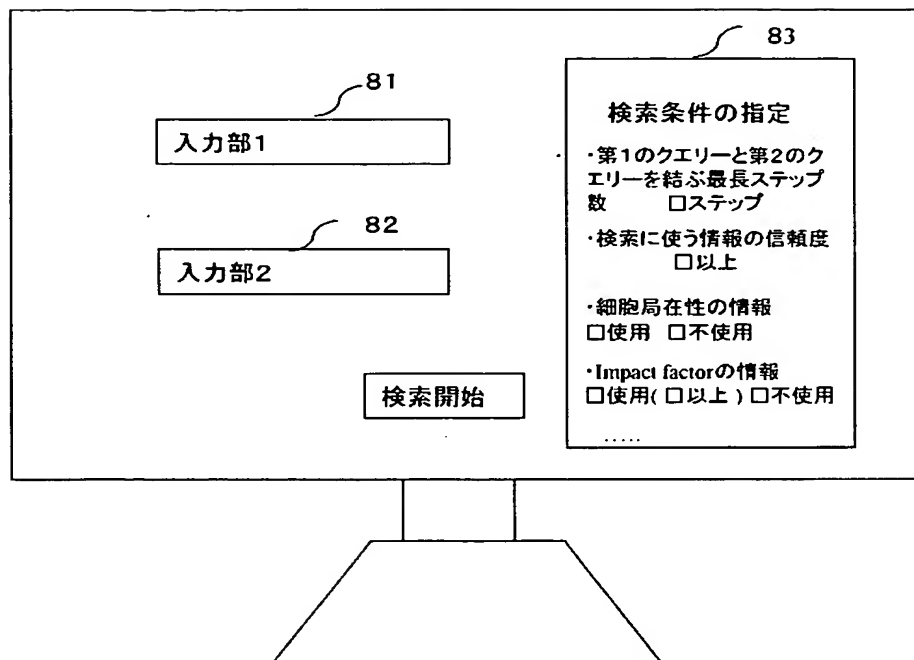 83
81
検索条件の指定
入力部1
・第1のクエリーと第2のク
エリーを結ぶ最長ステップ
数 □ステップ
82
・検索に使う情報の信頼度
□以上
入力部2
・細胞局在性の情報
□使用 □不使用
・Impact factorの情報
検索開始
□使用( □以上 ) □不使用
.....